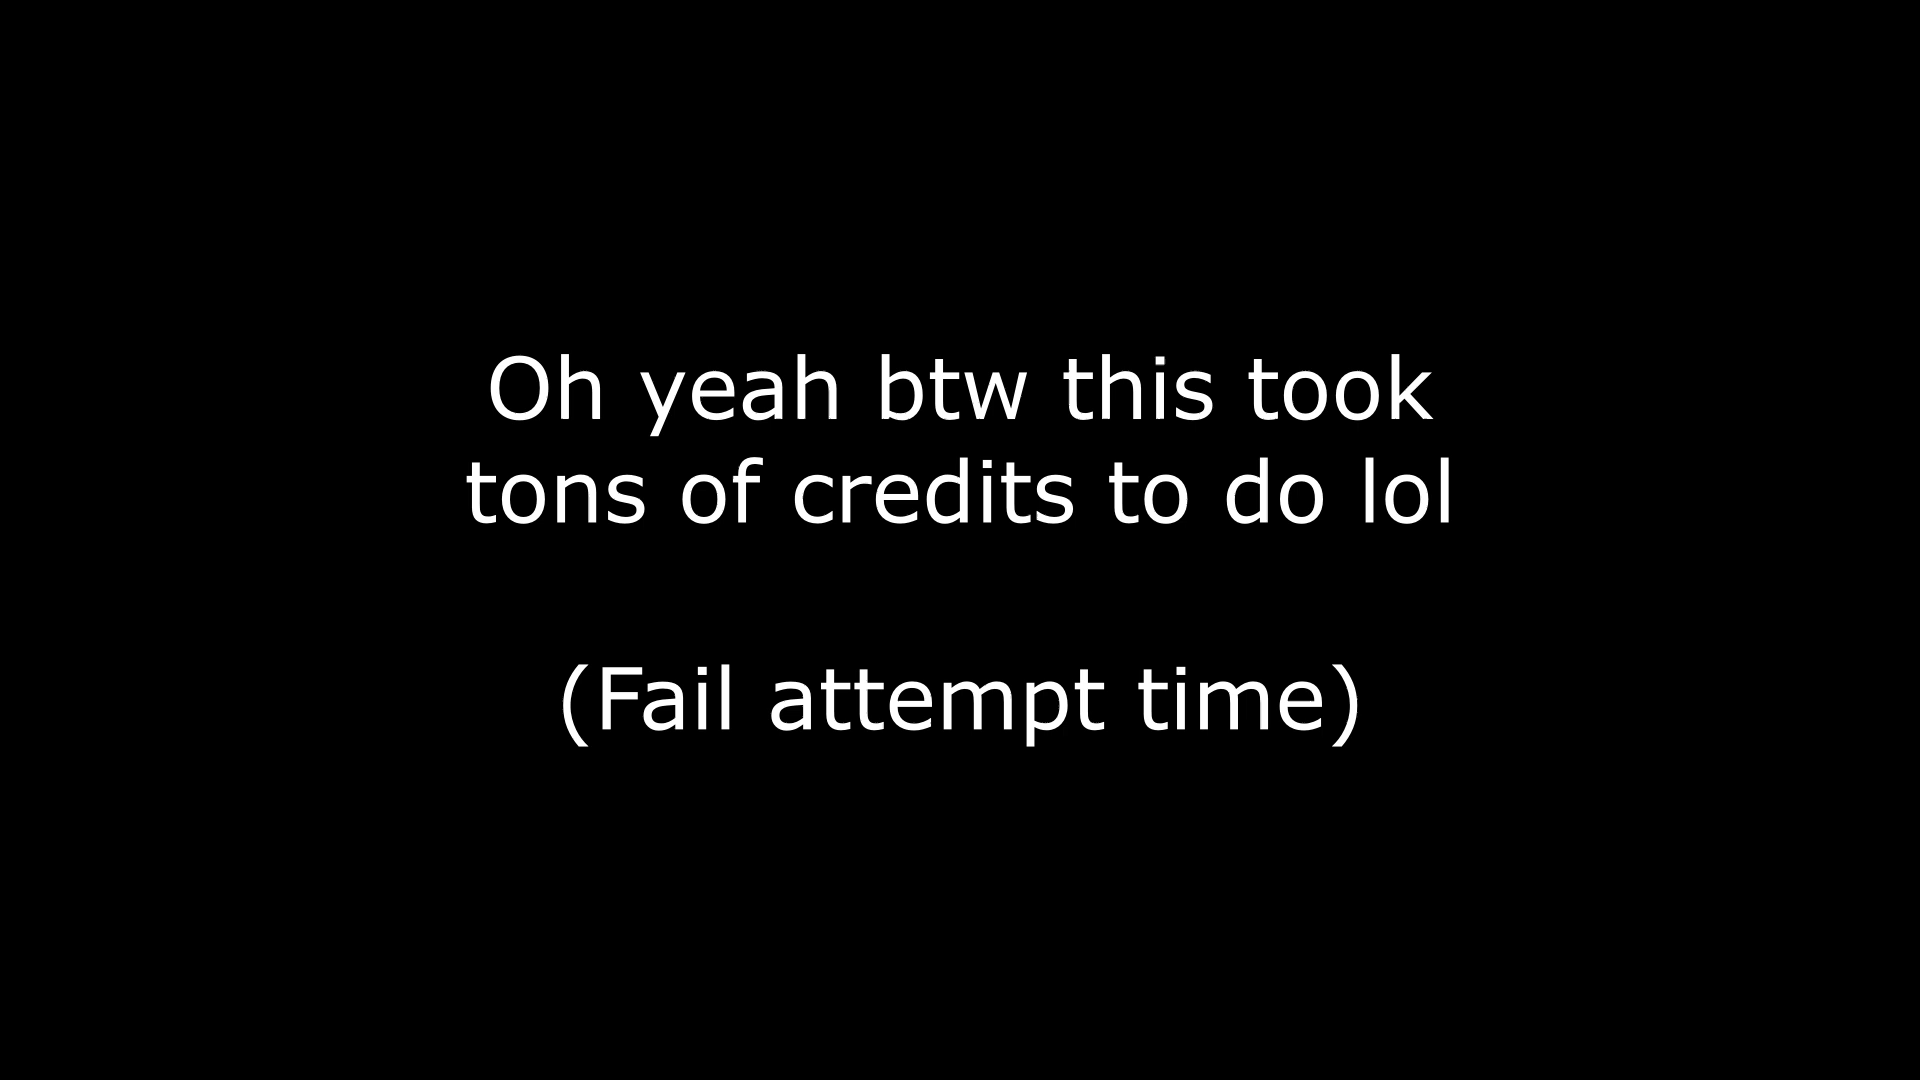 Oh yeah btw this took
tons of credits to do lol
(Fail attempt time)